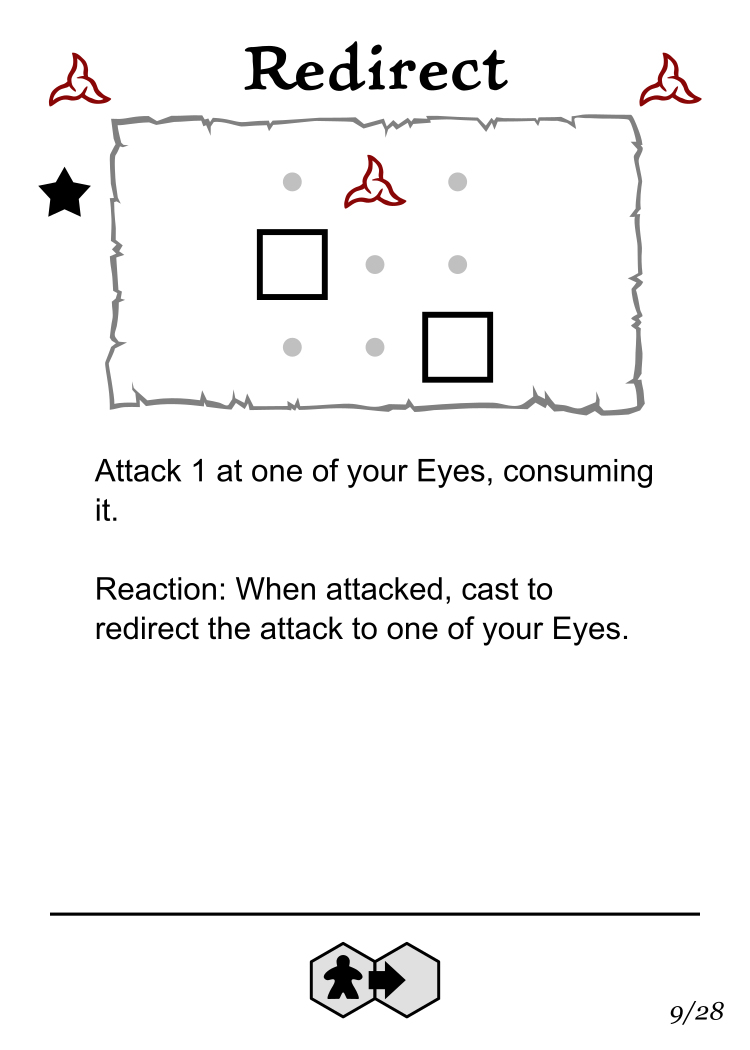 Redirect
Attack 1 at one of your Eyes, consuming
it.
Reaction: When attacked, cast to
redirect the attack to one of your Eyes.
9/28